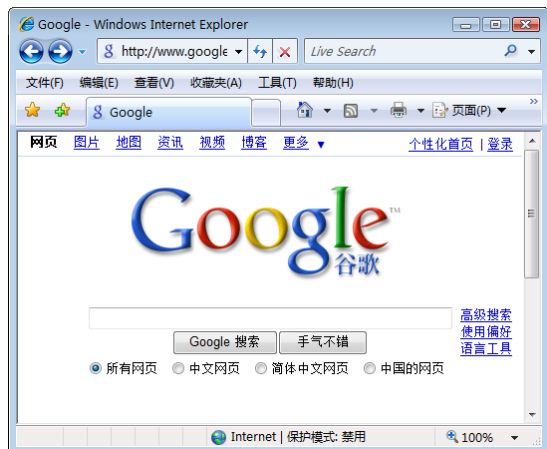 Google - Windows Internet Explorer
http://www.google
Live Search
文件(F) 编辑(E) 查看(V) 收藏夹(A) 工具(T) 帮助(H)
Google
页面(P)
网页 图片 地图 资讯 视频 博客 更多 ▼ 个性化首页 | 登录
Google™
谷歌
高级搜索
使用偏好
语言工具
Google 搜索 手气不错
所有网页 中文网页 简体中文网页 中国的网页
Internet | 保护模式: 禁用 100%